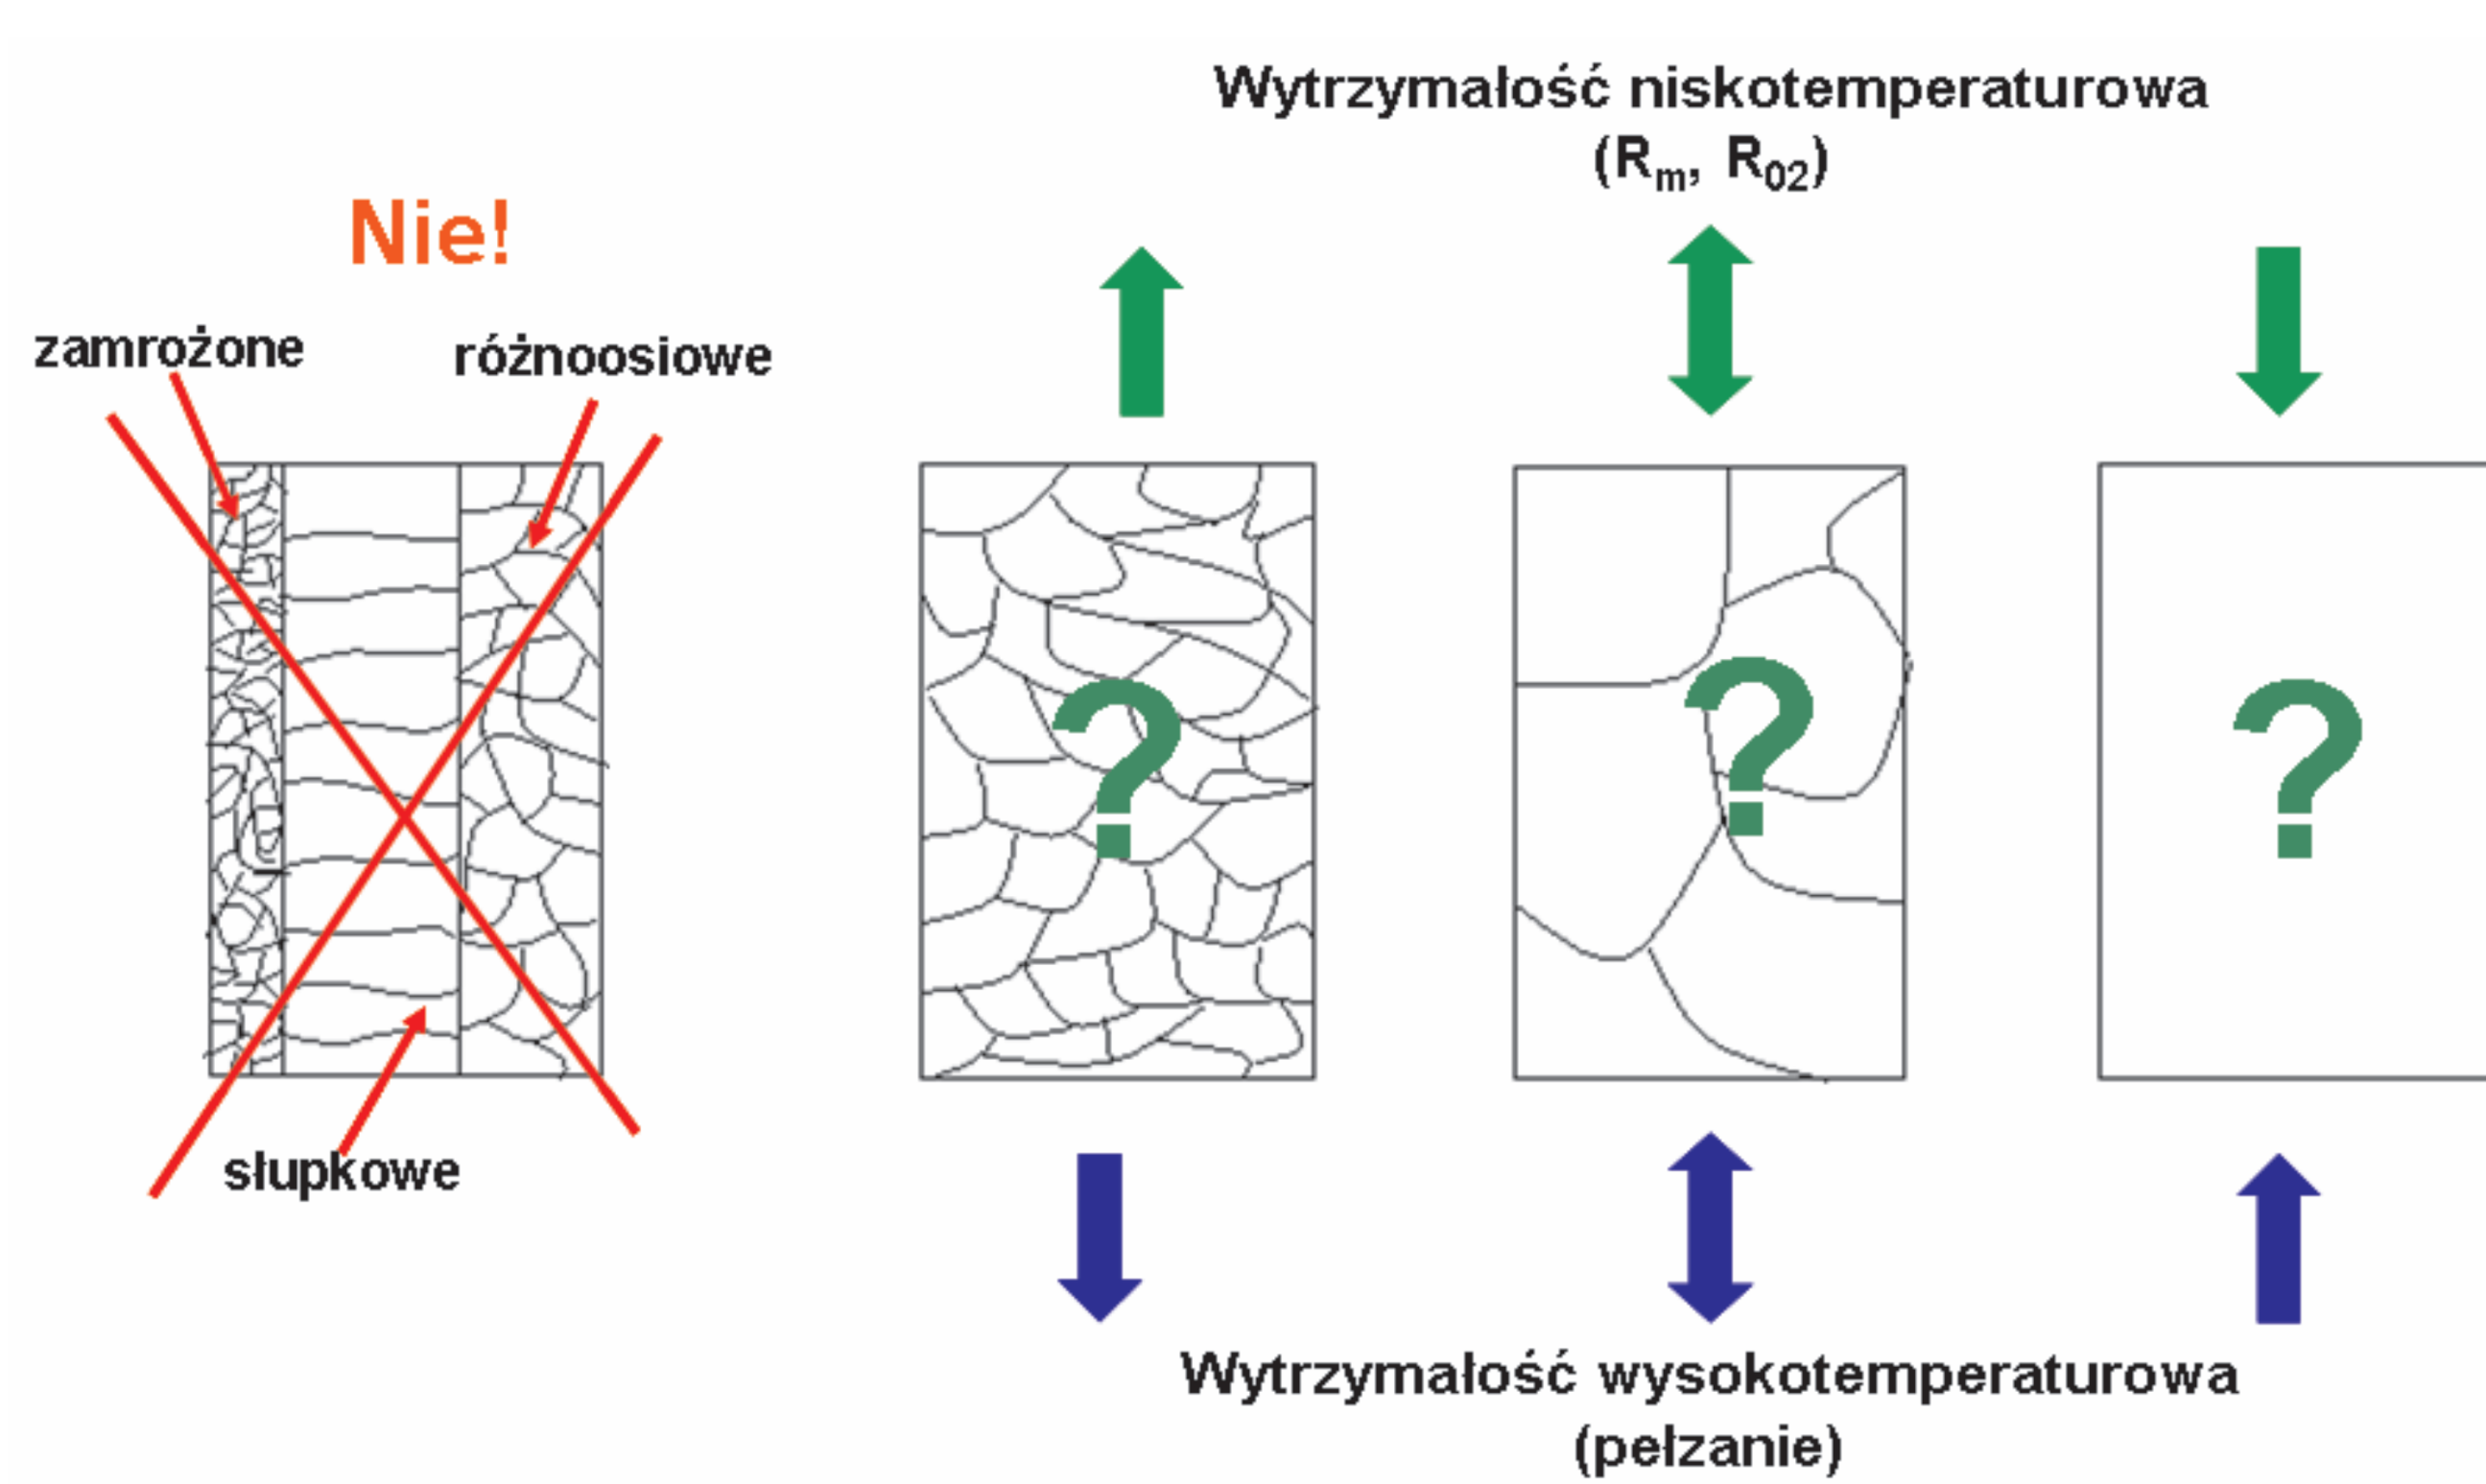 Wytrzymałość niskotemperaturowa
(Rm, R02)
Nie!
zamrożone
różnoosiowe
?
?
?
słupkowe
Wytrzymałość wysokotemperaturowa
(pełzanie)